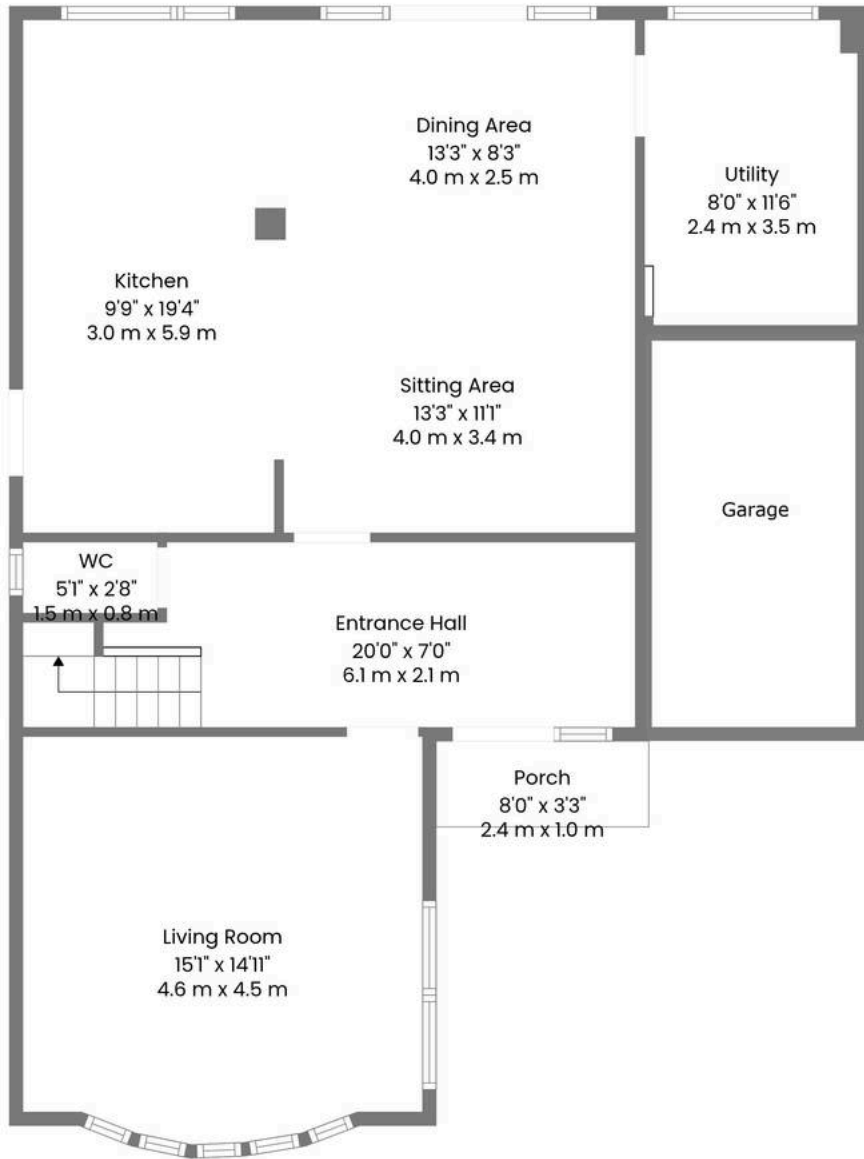 Dining Area
13'3" x 8'3"
4.0 m x 2.5 m
Utility
8'0" x 11'6"
2.4 m x 3.5 m
Kitchen
9'9" x 19'4"
3.0 m x 5.9 m
Sitting Area
13'3" x 11'1"
4.0 m x 3.4 m
Garage
WC
5'1" x 2'8"
1.5 m x 0.8 m
Entrance Hall
20'0" x 7'0"
6.1 m x 2.1 m
Porch
8'0" x 3'3"
2.4 m x 1.0 m
Living Room
15'1" x 14'11"
4.6 m x 4.5 m